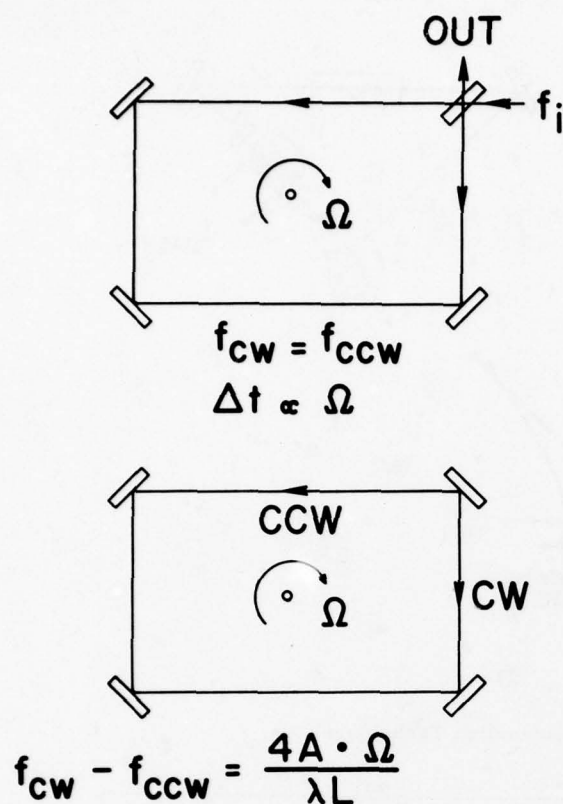 OUT
f_i
Ω
f_CW = f_CCW
Δt ∝ Ω
CCW
Ω
CW
f_CW - f_CCW = 4A · Ω / λL